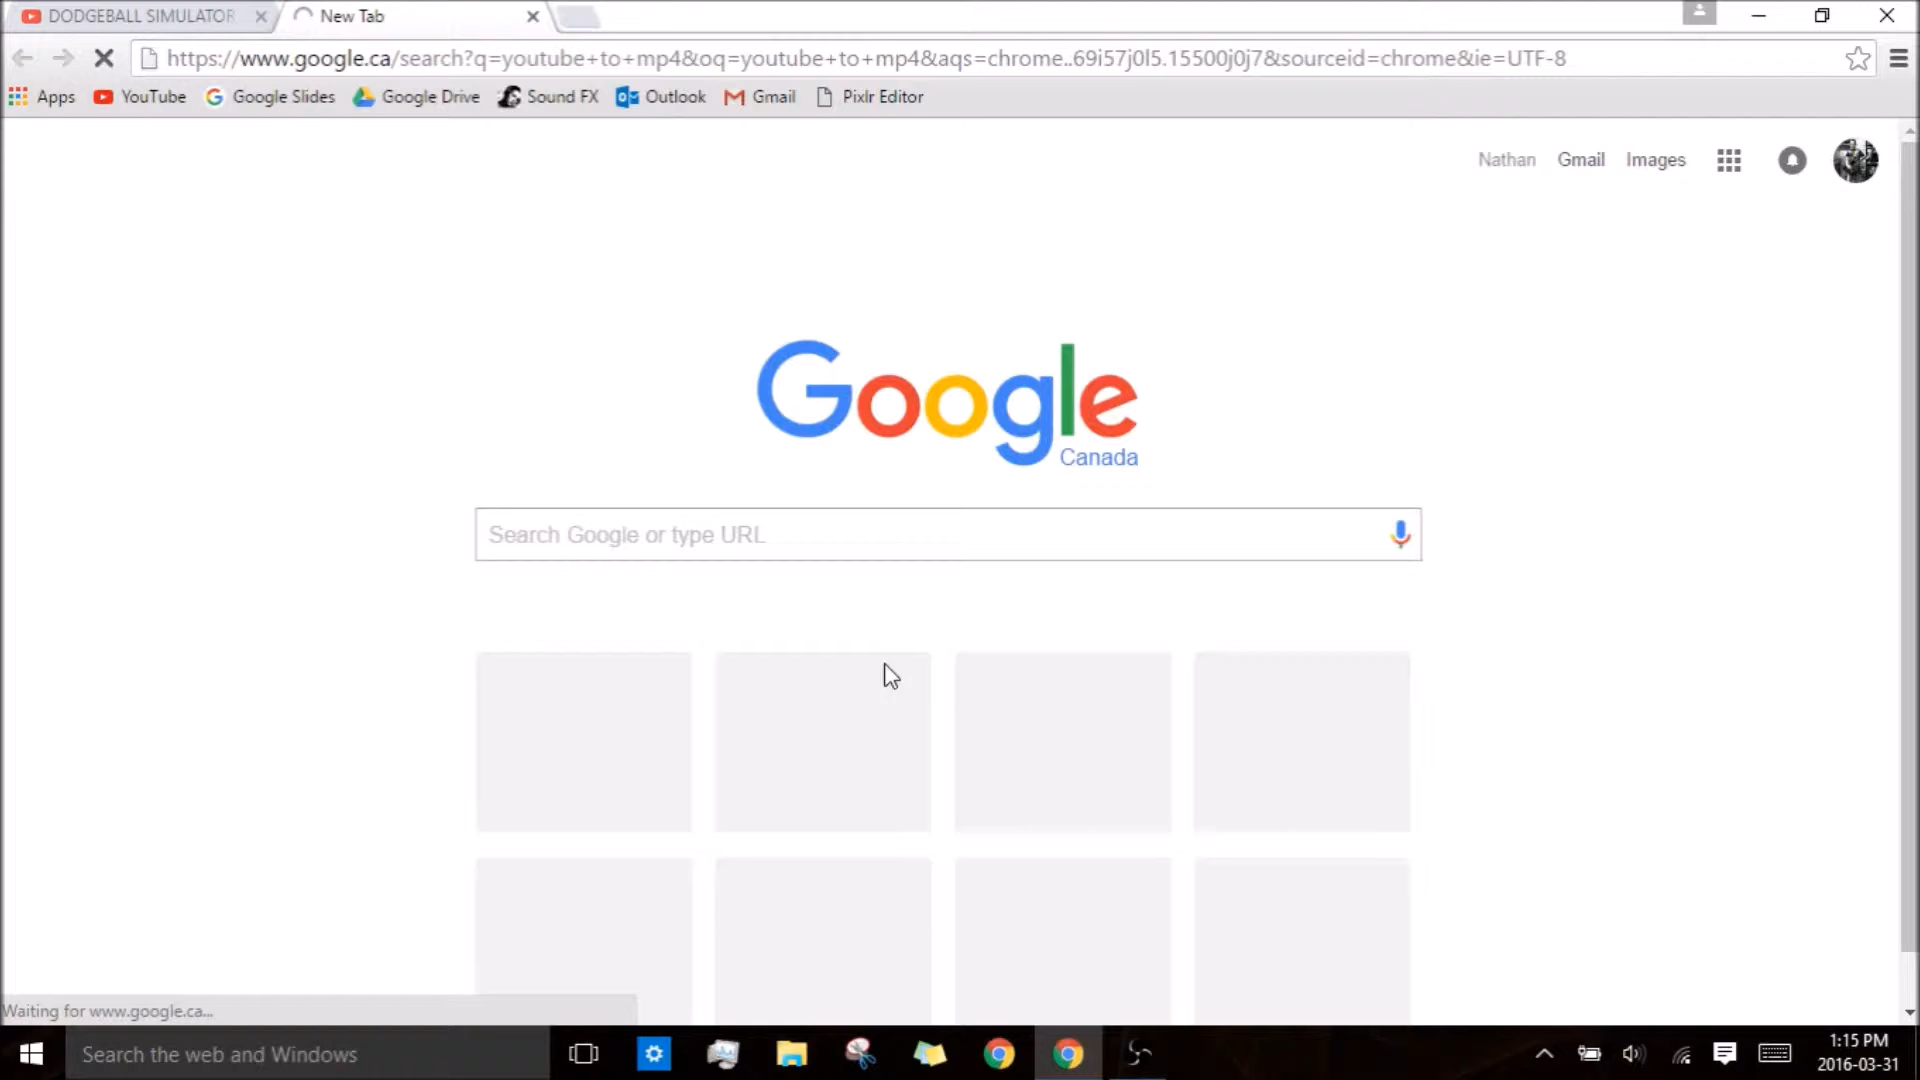 DODGEBALL SIMULATOR
New Tab
https://www.google.ca/search?q=youtube+to+mp4&oq=youtube+to+mp4&aqs=chrome..69i57j0l5.15500j0j7&sourceid=chrome&ie=UTF-8
Apps YouTube Google Slides Google Drive Sound FX Outlook Gmail Pixlr Editor
Nathan Gmail Images
Google
Canada
Search Google or type URL
Waiting for www.google.ca...
Search the web and Windows
1:15 PM
2016-03-31